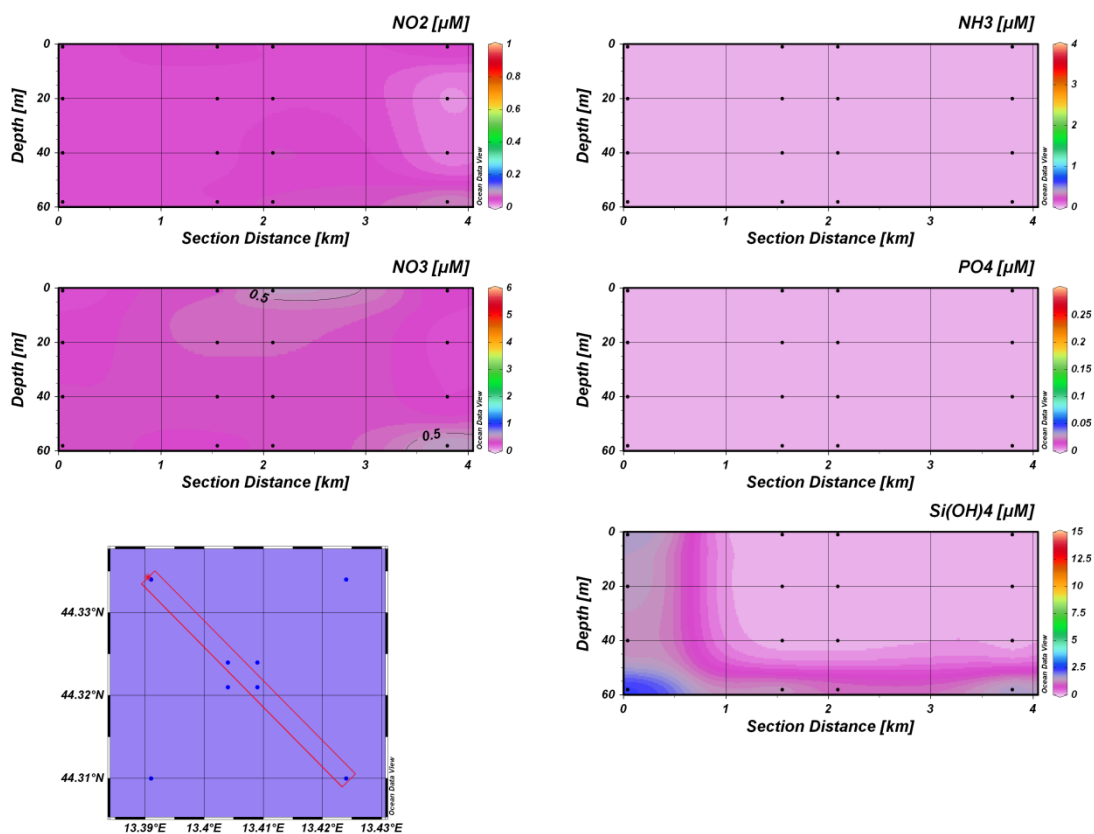 NO2 [µM]
0
20
40
60
Depth [m]
0
1
2
3
4
Section Distance [km]
1
0.8
0.6
0.4
0.2
0
Ocean Data View
NH3 [µM]
0
20
40
60
Depth [m]
0
1
2
3
4
Section Distance [km]
4
3
2
1
0
Ocean Data View
NO3 [µM]
0
20
40
60
Depth [m]
0.5
0.5
0
1
2
3
4
Section Distance [km]
6
5
4
3
2
1
0
Ocean Data View
PO4 [µM]
0
20
40
60
Depth [m]
0
1
2
3
4
Section Distance [km]
0.25
0.2
0.15
0.1
0.05
0
Ocean Data View
44.33°N
44.32°N
44.31°N
13.39°E
13.4°E
13.41°E
13.42°E
13.43°E
Ocean Data View
Si(OH)4 [µM]
0
20
40
60
Depth [m]
0
1
2
3
4
Section Distance [km]
15
12.5
10
7.5
5
2.5
0
Ocean Data View